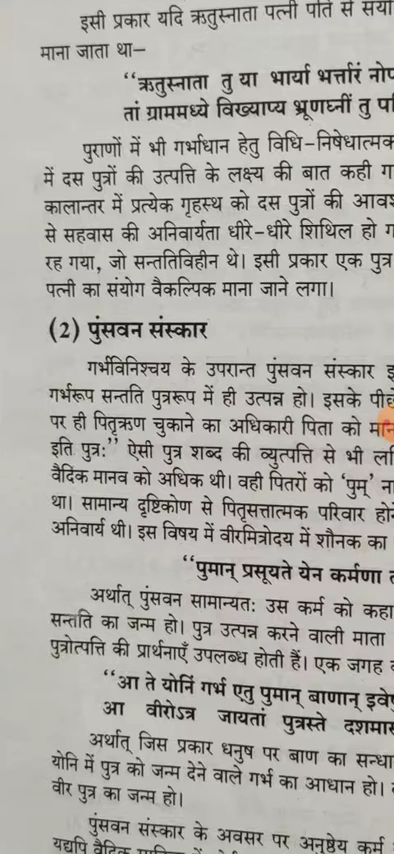 इसी प्रकार यदि ऋतुस्नाता पत्नी पति से
माना जाता था–
“ऋतुस्नाता तु या भार्या भर्त्तारं
तां ग्राममध्ये विख्याप्य भ्रूणघ्नीं तु
पुराणों में भी गर्भाधान हेतु विधि-निषेधात्मक
में दस पुत्रों की उत्पत्ति के लक्ष्य की बात कही
कालान्तर में प्रत्येक गृहस्थ को दस पुत्रों की
से सहवास की अनिवार्यता धीरे-धीरे शिथिल हो
रह गया, जो सन्ततिविहीन थे। इसी प्रकार एक पुत्र
पत्नी का संयोग वैकल्पिक माना जाने लगा।
(2) पुंसवन संस्कार
गर्भविनिश्चय के उपरान्त पुंसवन संस्कार
गर्भरूप सन्तति पुत्ररूप में ही उत्पन्न हो। इसके
पर ही पितृऋण चुकाने का अधिकारी पिता को
इति पुत्रः” ऐसी पुत्र शब्द की व्युत्पत्ति से भी
वैदिक मानव को अधिक थी। वही पितरों को ‘पुम्’
था। सामान्य दृष्टिकोण से पितृसत्तात्मक परिवार
अनिवार्य थी। इस विषय में वीरमित्रोदय में शौनक का
“पुमान् प्रसूयते येन कर्मणा
अर्थात् पुंसवन सामान्यतः उस कर्म को कहा
सन्तति का जन्म हो। पुत्र उत्पन्न करने वाली माता
पुत्रोत्पत्ति की प्रार्थनाएँ उपलब्ध होती हैं। एक जगह
“आ ते योनिं गर्भ एतु पुमान् बाणान्
आ वीरोऽत्र जायतां पुत्रस्ते
अर्थात् जिस प्रकार धनुष पर बाण का
योनि में पुत्र को जन्म देने वाले गर्भ का आधान हो।
वीर पुत्र का जन्म हो।
पुंसवन संस्कार के अवसर पर अनुष्ठेय कर्म
यद्यपि